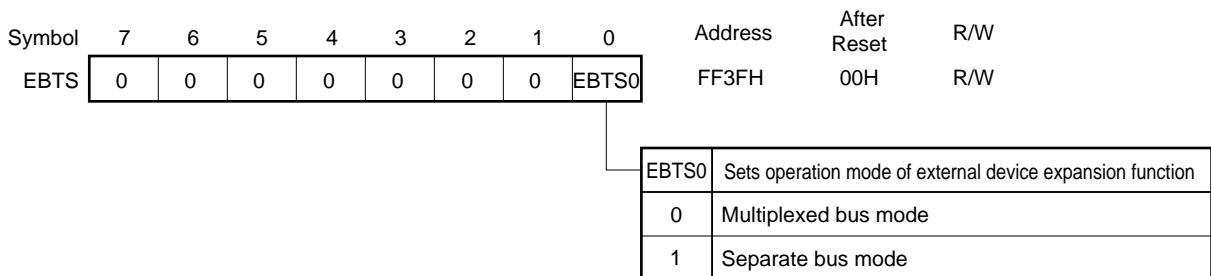 Symbol 7 6 5 4 3 2 1 0 Address After Reset R/W
EBTS 0 0 0 0 0 0 0 EBTS0 FF3FH 00H R/W
EBTS0 Sets operation mode of external device expansion function
0 Multiplexed bus mode
1 Separate bus mode